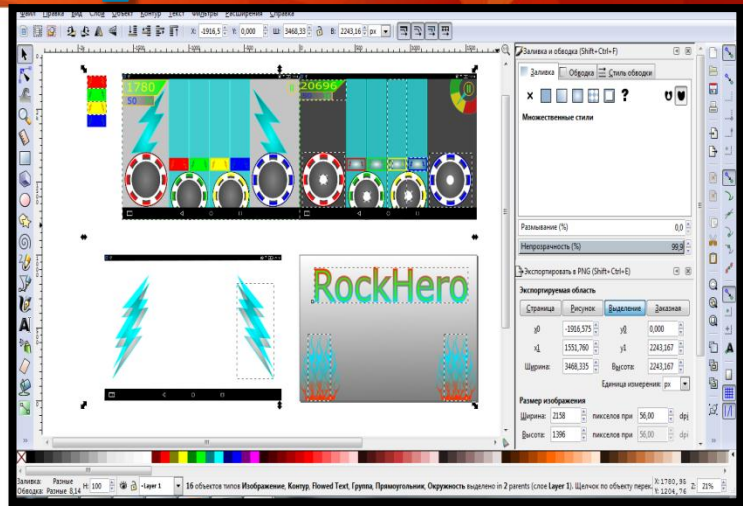 Файл Правка Вид Слой Объект Контур Текст Фильтры Расширения Справка
X: -1916,5 Y: 0,000 Ш: 3468,33 В: 2243,16 px
Заливка и обводка (Shift+Ctrl+F)
Заливка Обводка Стиль обводки
?
Множественные стили
1780
50
20696
Размывание (%) 0,0
Непрозрачность (%) 99,9
Экспортировать в PNG (Shift+Ctrl+E)
Экспортируемая область
Страница Рисунок Выделение Заказная
x0 -1916,575 y0 0,000
x1 1551,760 y1 2243,167
Ширина: 3468,335 Высота: 2243,167
Единица измерения: px
RockHero
Размер изображения
Ширина: 2158 пикселов при 56,00 dpi
Высота: 1396 пикселов при 56,00 dpi
Заливка: Разные
Обводка: Разные 8,14
Н: 100
-Layer 1
16 объектов типов Изображение, Контур, Flowed Text, Группа, Прямоугольник, Окружность выделено в 2 parents (слое Layer 1). Щелчок по объекту перек
X:1780,95
Y:1204,76
Z: 21%